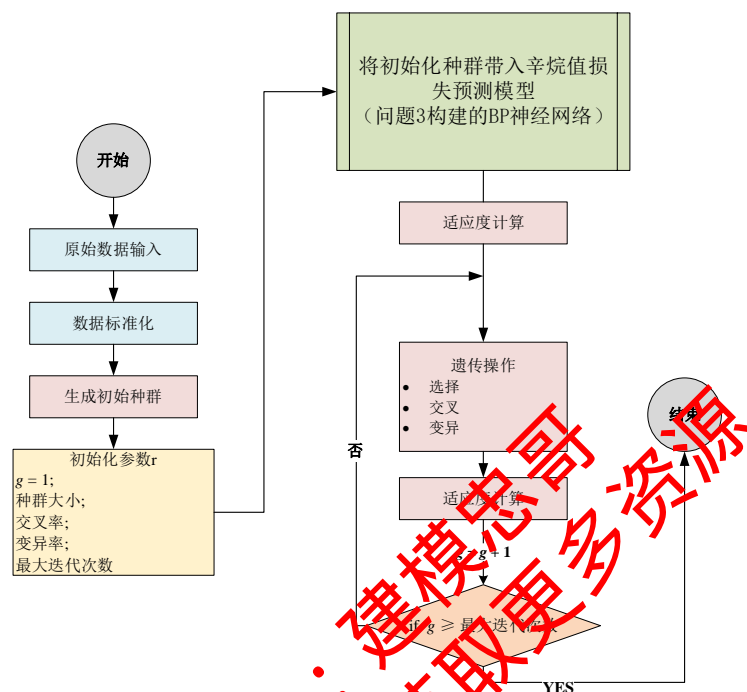 开始
原始数据输入
数据标准化
生成初始种群
初始化参数r
g = 1;
种群大小;
交叉率;
变异率;
最大迭代次数
将初始化种群带入辛烷值损
失预测模型
（问题3构建的BP神经网络）
适应度计算
遗传操作
• 选择
• 交叉
• 变异
适应度计算
g = g + 1
if g ≥ 最大迭代次数
否
YES
结束
·建模忠哥
获取更多资源